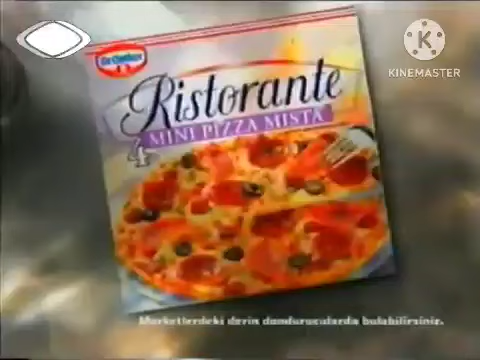 KINEMASTER
Dr.Oetker
Ristorante
4 MINI PIZZA MISTA
Marketlerdeki derin dondurucularda bulabilirsiniz.